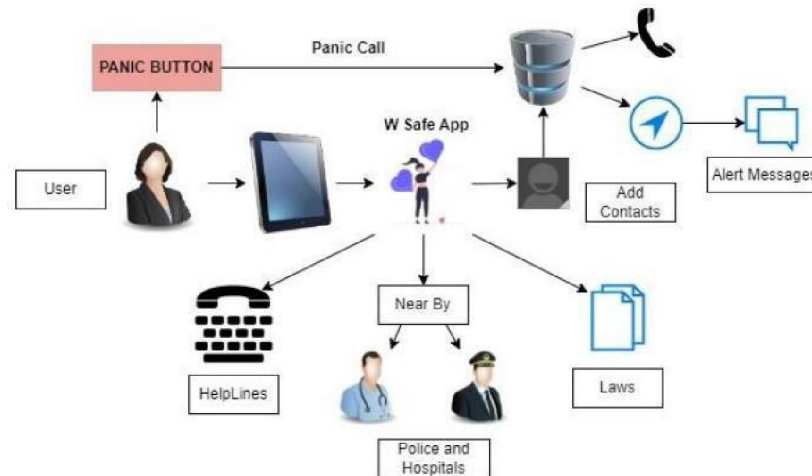 Panic Call
PANIC BUTTON
W Safe App
User
Add
Contacts
Alert Messages
Near By
HelpLines
Laws
Police and
Hospitals